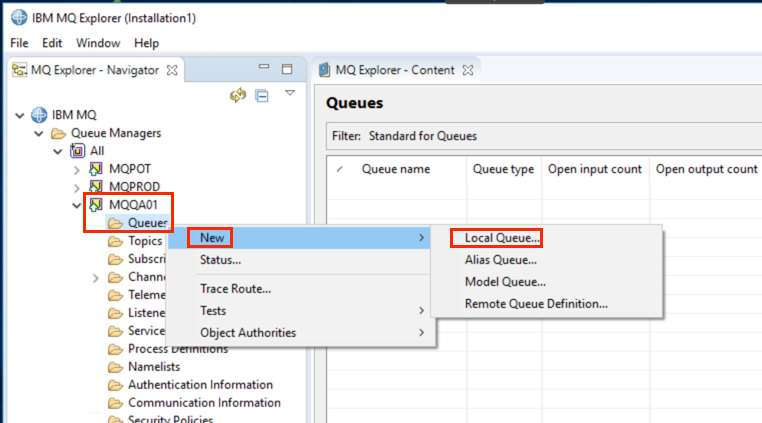 IBM MQ Explorer (Installation1)
File Edit Window Help
MQ Explorer - Navigator
MQ Explorer - Content
IBM MQ
Queue Managers
All
MQPOT
MQPROD
MQQA01
Queues
Topics
Subscri
Chann
Teleme
Listene
Service
Process Definitions
Namelists
Authentication Information
Communication Information
Security Policies
New
Status...
Trace Route...
Tests
Object Authorities
Local Queue...
Alias Queue...
Model Queue...
Remote Queue Definition...
Queues
Filter: Standard for Queues
Queue name Queue type Open input count Open output count